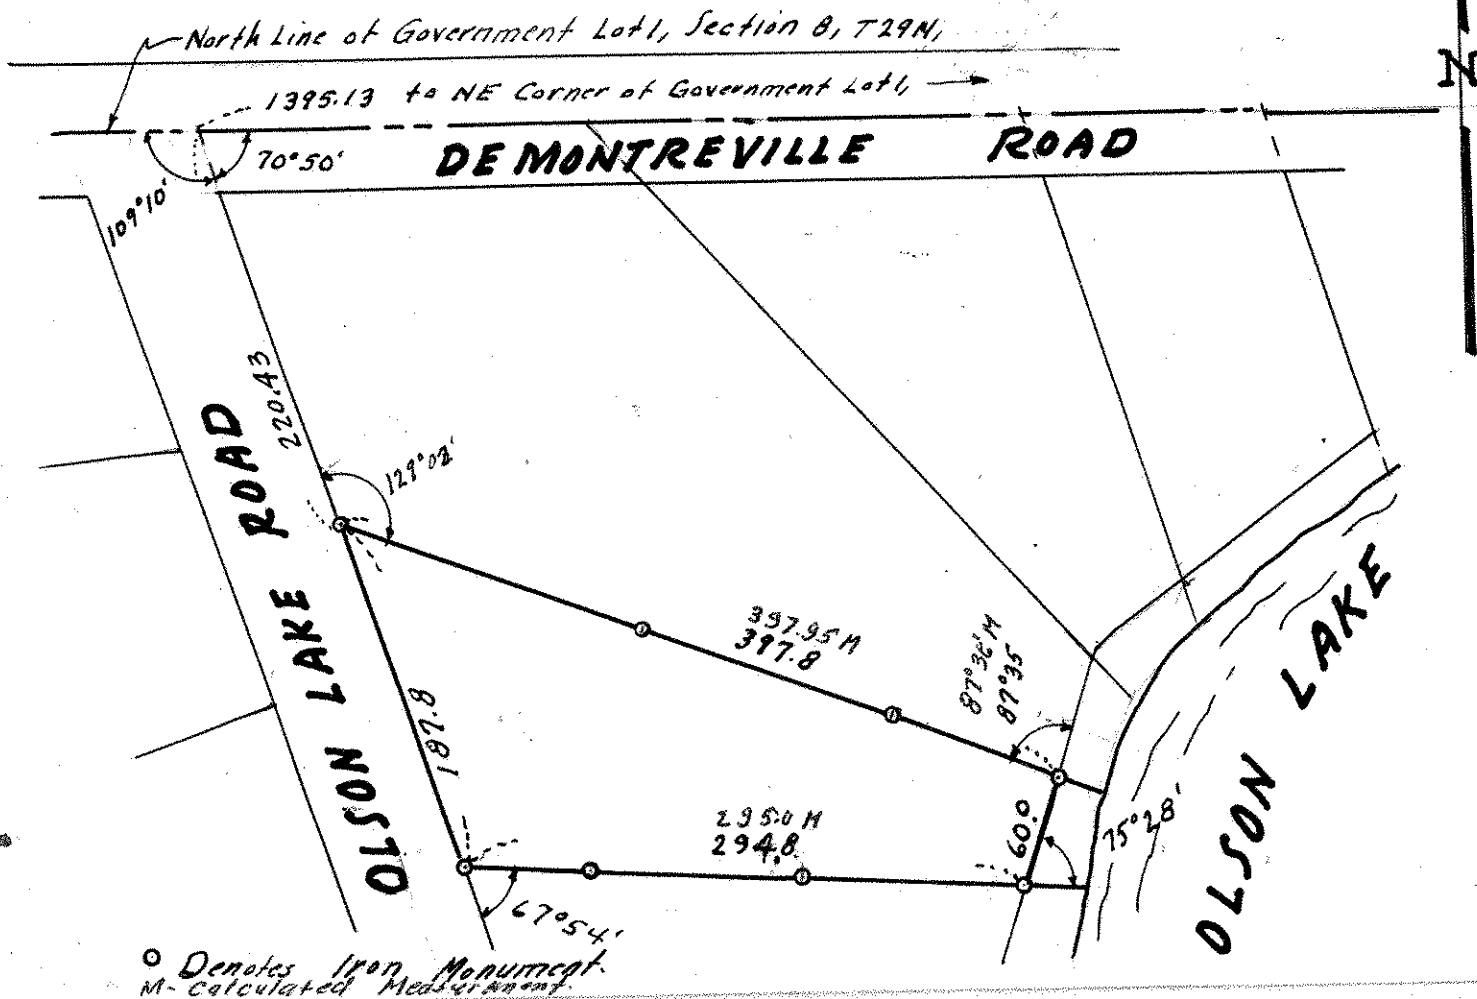 North Line of Government Lot 1, Section 8, T29N,
N
1395.13 to NE Corner of Government Lot 1,
70°50'
DE MONTREVILLE ROAD
109°10'
220.43
129°02'
OLSON LAKE ROAD
397.95 M
397.8
87°36' M
87°35
187.8
295.0 M
294.8
60.0
75°28'
OLSON LAKE
67°54'
Denotes Iron Monument.
M- Calculated Measurment.